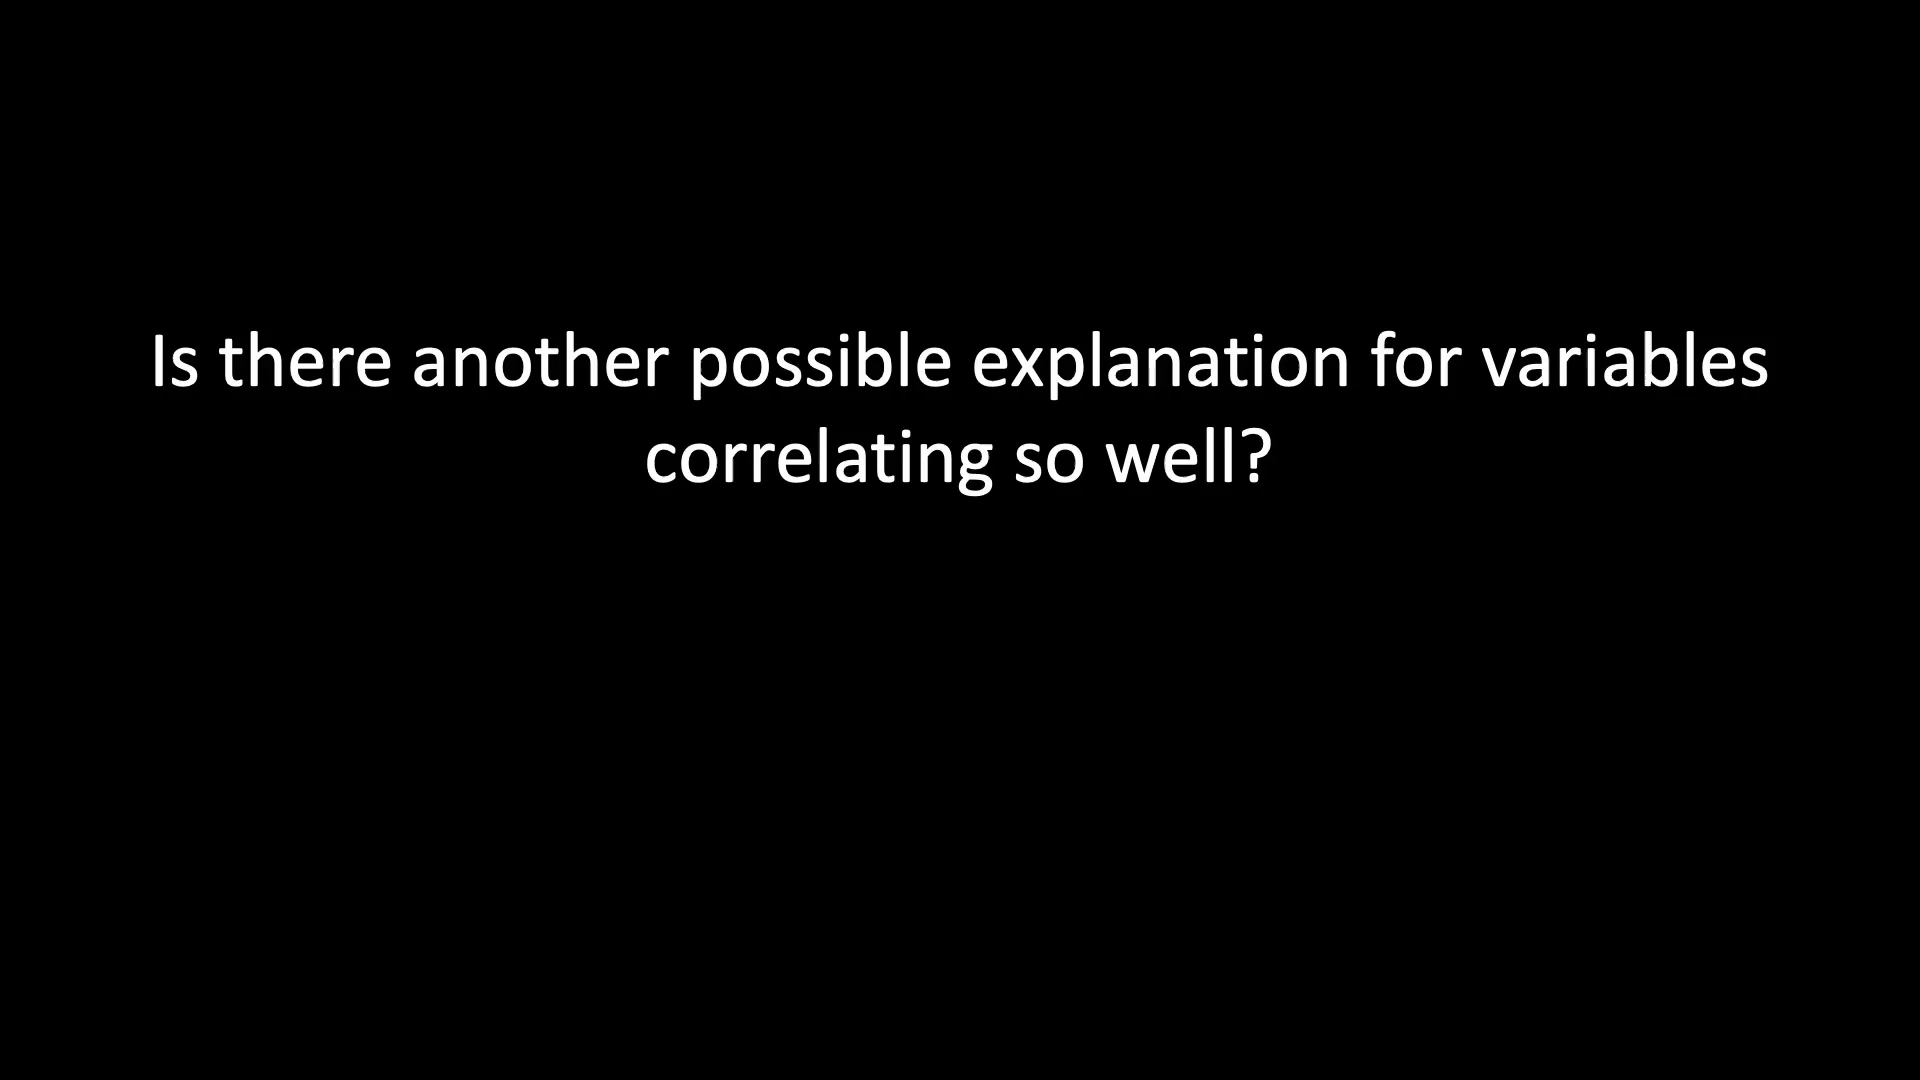 Is there another possible explanation for variables
correlating so well?